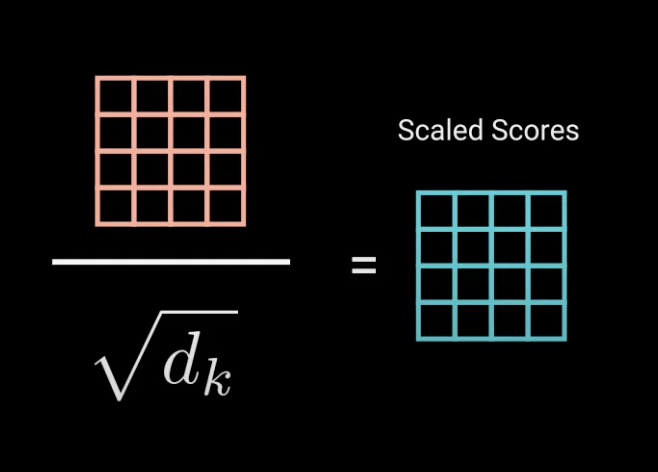 Scaled Scores
=
√d_k